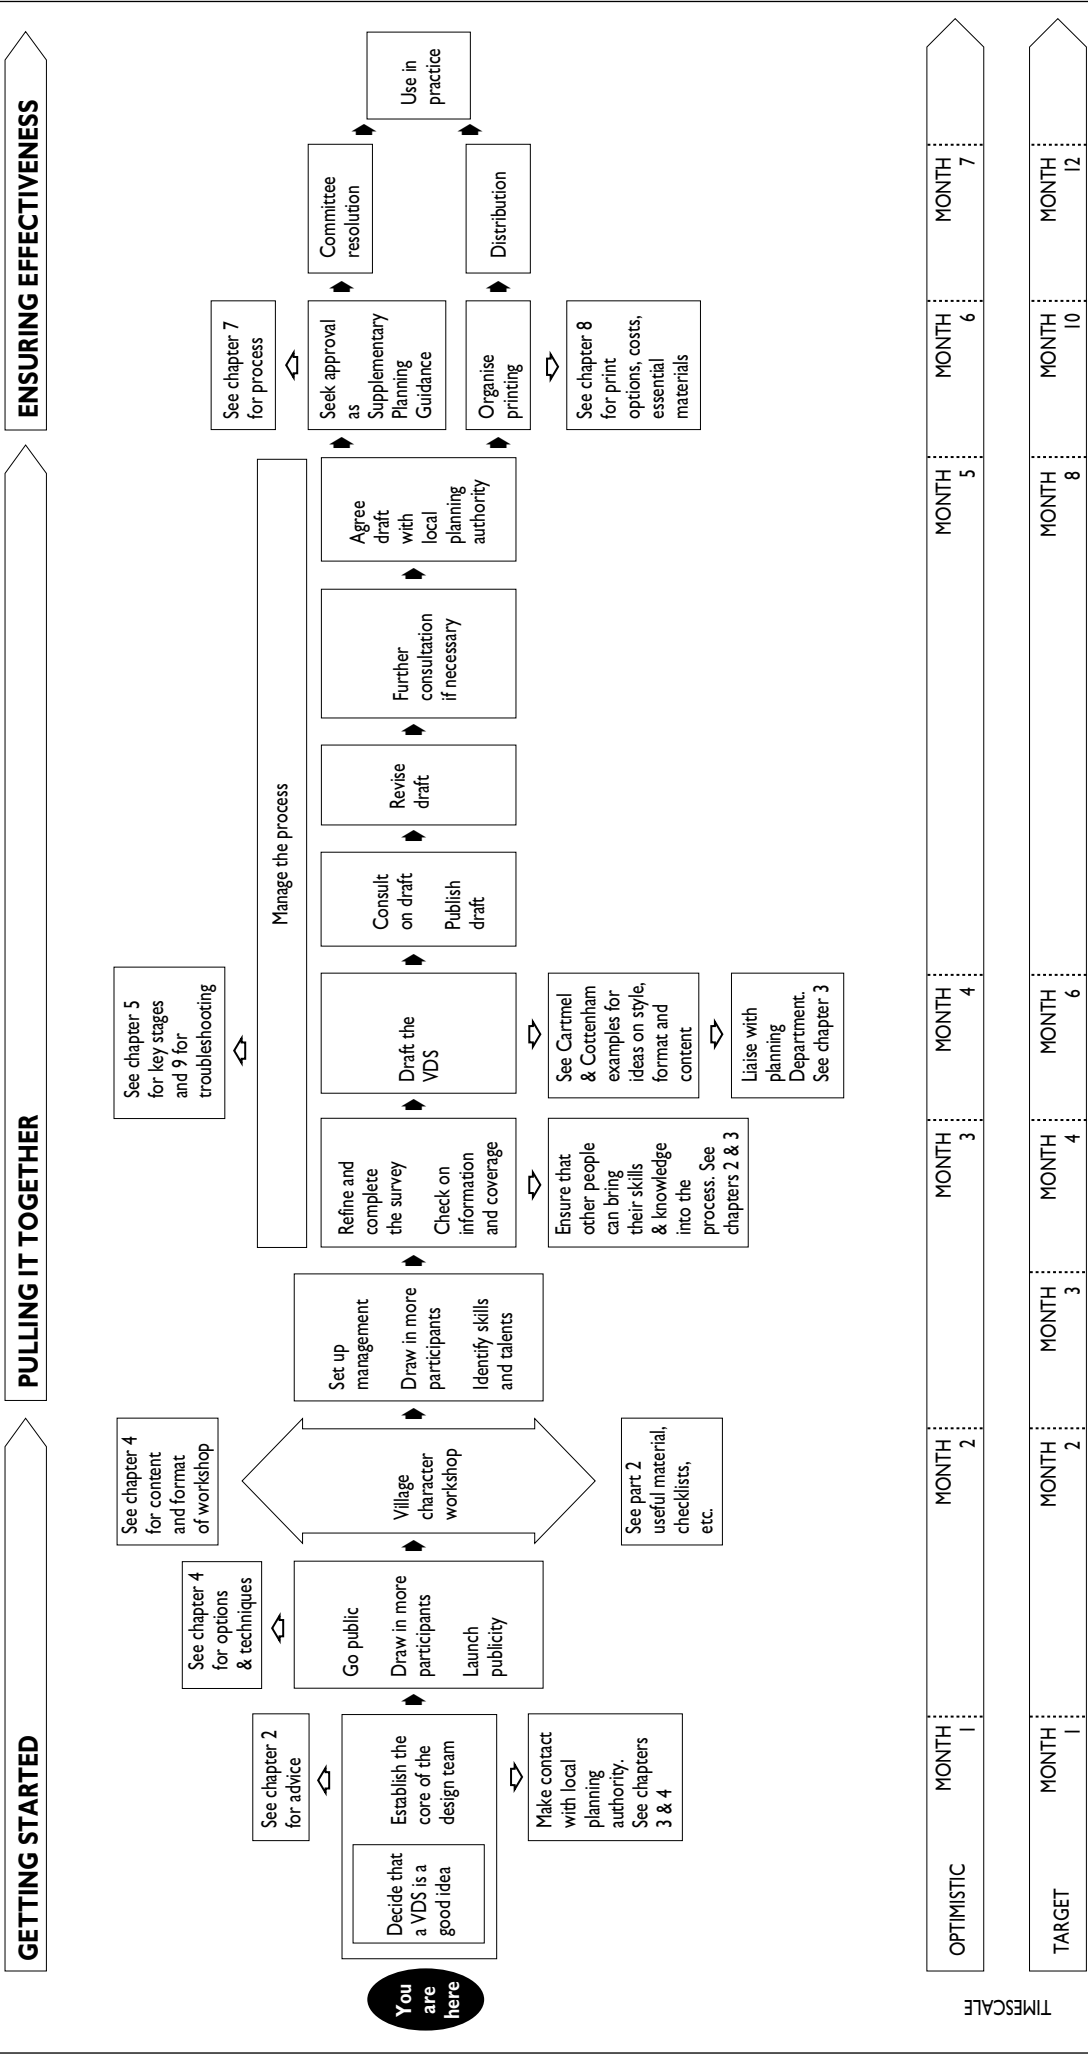 GETTING STARTED
PULLING IT TOGETHER
ENSURING EFFECTIVENESS
You
are
here
Decide that
a VDS is a
good idea
Establish the
core of the
design team
See chapter 2
for advice
Make contact
with local
planning
authority.
See chapters
3 & 4
See chapter 4
for options
& techniques
Go public
Draw in more
participants
Launch
publicity
See chapter 4
for content
and format
of workshop
Village
character
workshop
See part 2
useful material,
checklists,
etc.
Set up
management
Draw in more
participants
Identify skills
and talents
Manage the process
Refine and
complete
the survey
Check on
information
and coverage
Ensure that
other people
can bring
their skills
& knowledge
into the
process. See
chapters 2 & 3
See chapter 5
for key stages
and 9 for
troubleshooting
Draft the
VDS
See Cartmel
& Cottenham
examples for
ideas on style,
format and
content
Liaise with
planning
Department.
See chapter 3
Consult
on draft
Publish
draft
Revise
draft
Further
consultation
if necessary
Agree
draft
with
local
planning
authority
See chapter 7
for process
Seek approval
as
Supplementary
Planning
Guidance
Organise
printing
See chapter 8
for print
options, costs,
essential
materials
Committee
resolution
Distribution
Use in
practice
TIMESCALE
OPTIMISTIC
MONTH
1
MONTH
2
MONTH
3
MONTH
4
MONTH
5
MONTH
6
MONTH
7
TARGET
MONTH
1
MONTH
2
MONTH
3
MONTH
4
MONTH
6
MONTH
8
MONTH
10
MONTH
12